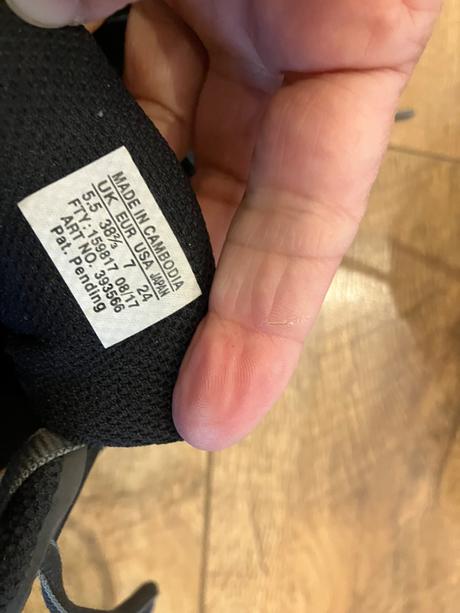 MADE IN CAMBODIA
UK EUR USA JAPAN
5.5 38⅔ 7 24
FTY: 159817 08/17
ART NO. 393566
Pat. Pending